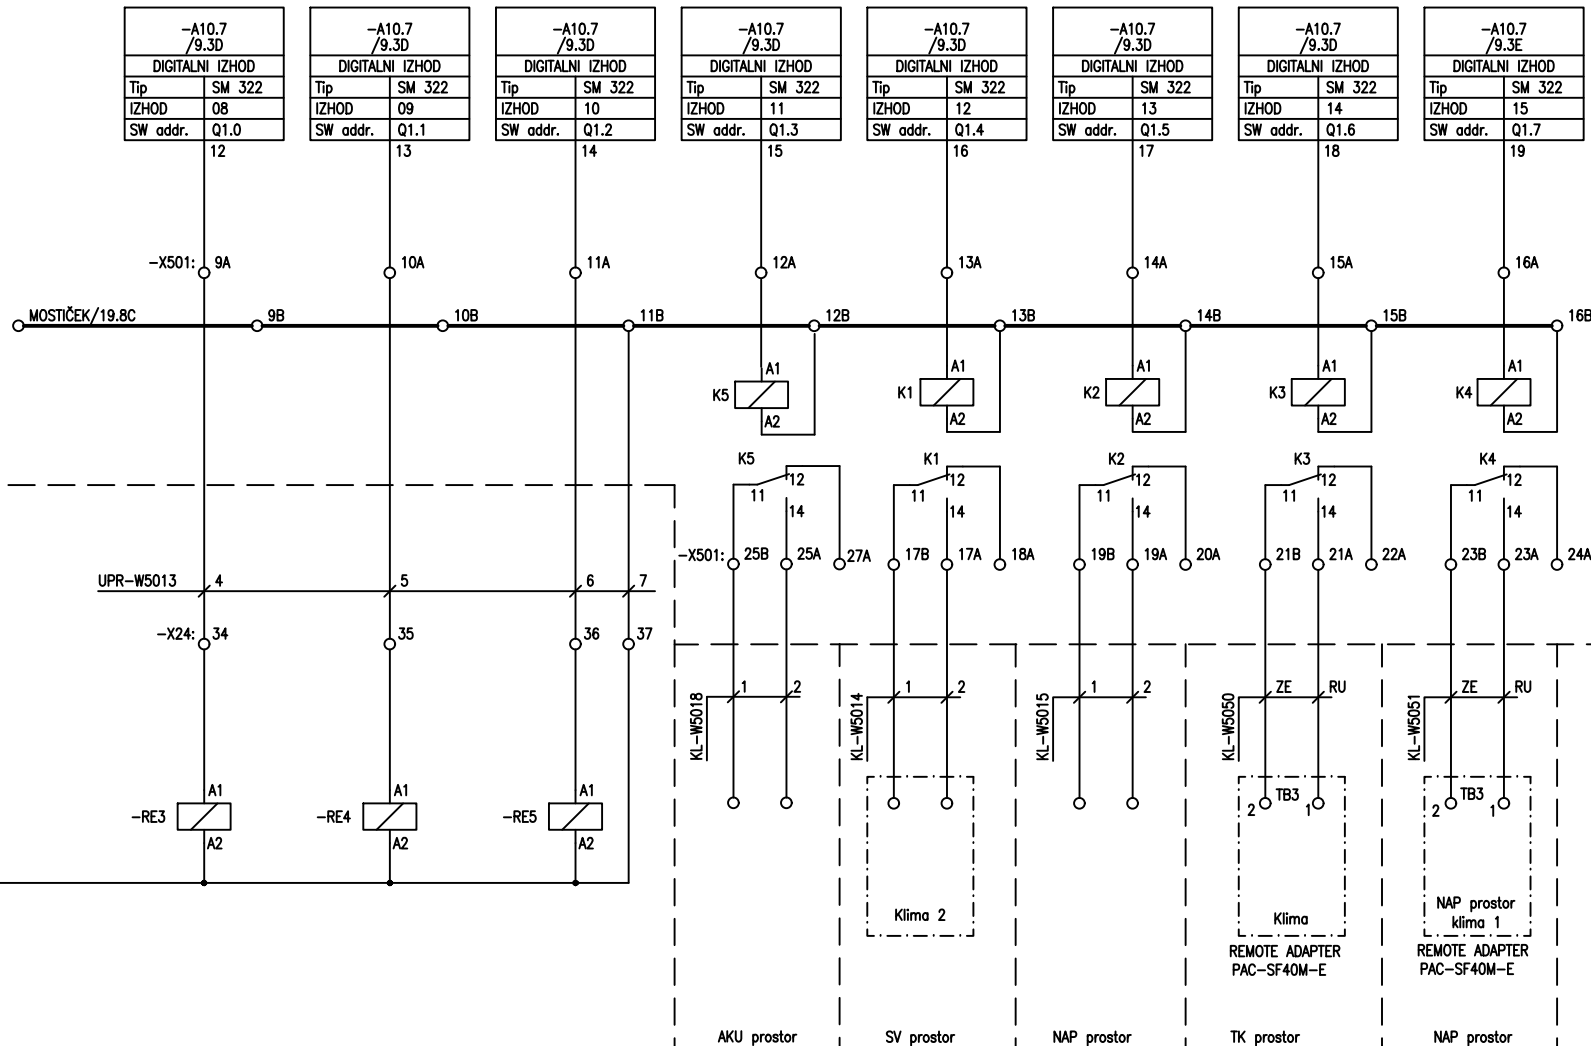 -A10.7 -A10.7 -A10.7 -A10.7 -A10.7 -A10.7 -A10.7 -A10.7
/9.3D /9.3D /9.3D /9.3D /9.3D /9.3D /9.3D /9.3E
DIGITALNI IZHOD DIGITALNI IZHOD DIGITALNI IZHOD DIGITALNI IZHOD DIGITALNI IZHOD DIGITALNI IZHOD DIGITALNI IZHOD DIGITALNI IZHOD
Tip SM 322 Tip SM 322 Tip SM 322 Tip SM 322 Tip SM 322 Tip SM 322 Tip SM 322 Tip SM 322
IZHOD 08 IZHOD 09 IZHOD 10 IZHOD 11 IZHOD 12 IZHOD 13 IZHOD 14 IZHOD 15
SW addr. Q1.0 SW addr. Q1.1 SW addr. Q1.2 SW addr. Q1.3 SW addr. Q1.4 SW addr. Q1.5 SW addr. Q1.6 SW addr. Q1.7
12 13 14 15 16 17 18 19
-X501: 9A 10A 11A 12A 13A 14A 15A 16A
MOSTIČEK/19.8C 9B 10B 11B 12B 13B 14B 15B 16B
A1 A1 A1 A1 A1
K5 K1 K2 K3 K4
A2 A2 A2 A2 A2
K5 K1 K2 K3 K4
12 12 12 12 12
11 11 11 11 11
14 14 14 14 14
-X501: 25B 25A 27A 17B 17A 18A 19B 19A 20A 21B 21A 22A 23B 23A 24A
UPR-W5013 4 5 6 7
-X24: 34 35 36 37
1 2 1 2 1 2 ZE RU ZE RU
KL-W5018 KL-W5014 KL-W5015 KL-W5050 KL-W5051
A1 A1 A1
-RE3 -RE4 -RE5
A2 A2 A2
2 TB3 1 2 TB3 1
Klima 2 Klima NAP prostor
klima 1
REMOTE ADAPTER REMOTE ADAPTER
PAC-SF40M-E PAC-SF40M-E
AKU prostor SV prostor NAP prostor TK prostor NAP prostor